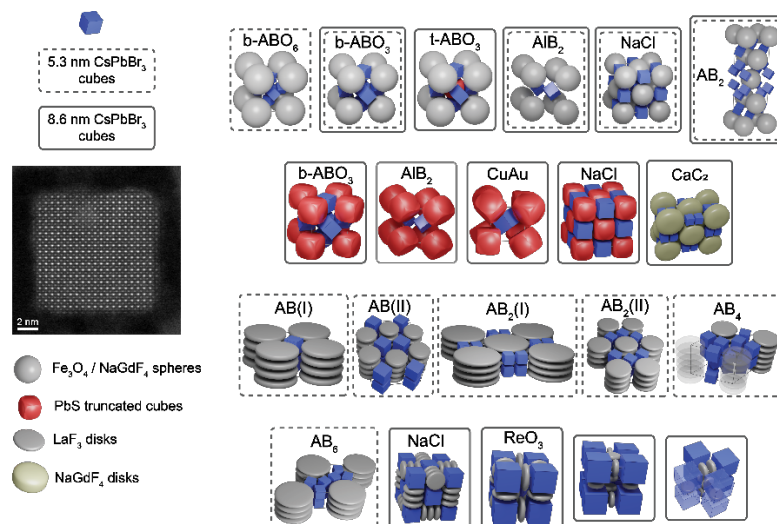 5.3 nm CsPbBr₃
cubes
8.6 nm CsPbBr₃
cubes
2 nm
Fe₃O₄ / NaGdF₄ spheres
PbS truncated cubes
LaF₃ disks
NaGdF₄ disks
b-ABO₆
b-ABO₃
t-ABO₃
AlB₂
NaCl
AB₂
b-ABO₃
AlB₂
CuAu
NaCl
CaC₂
AB(I)
AB(II)
AB₂(I)
AB₂(II)
AB₄
AB₆
NaCl
ReO₃